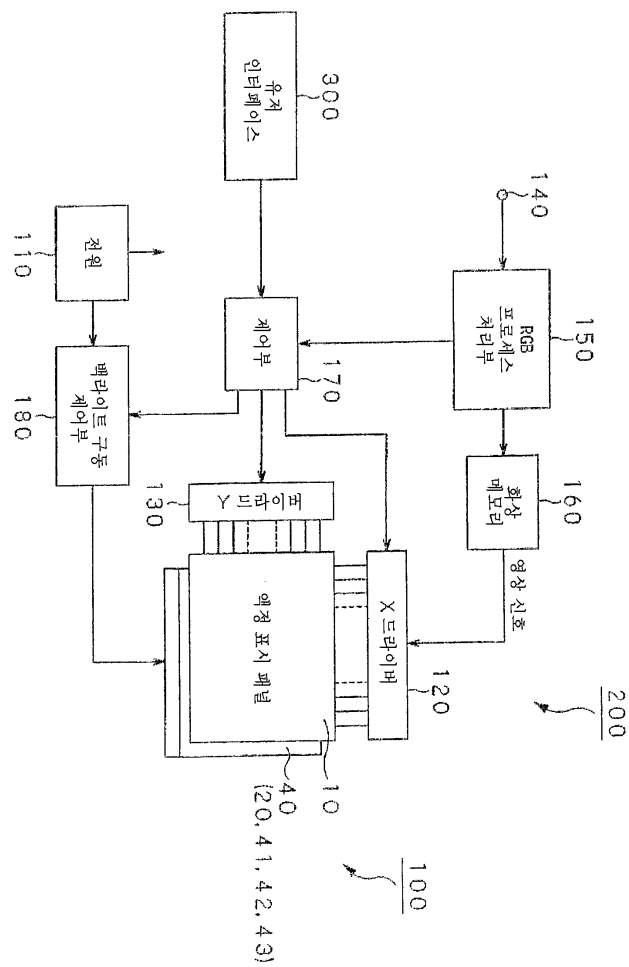 200
140
RGB
프로세스
처리부
150
화상
메모리
160
영상 신호
X 드라이버
120
100
300
유저
인터페이스
제어부
170
Y 드라이버
130
액정 표시 패널
10
40
(20, 41, 42, 43)
전원
110
백라이트 구동
제어부
180